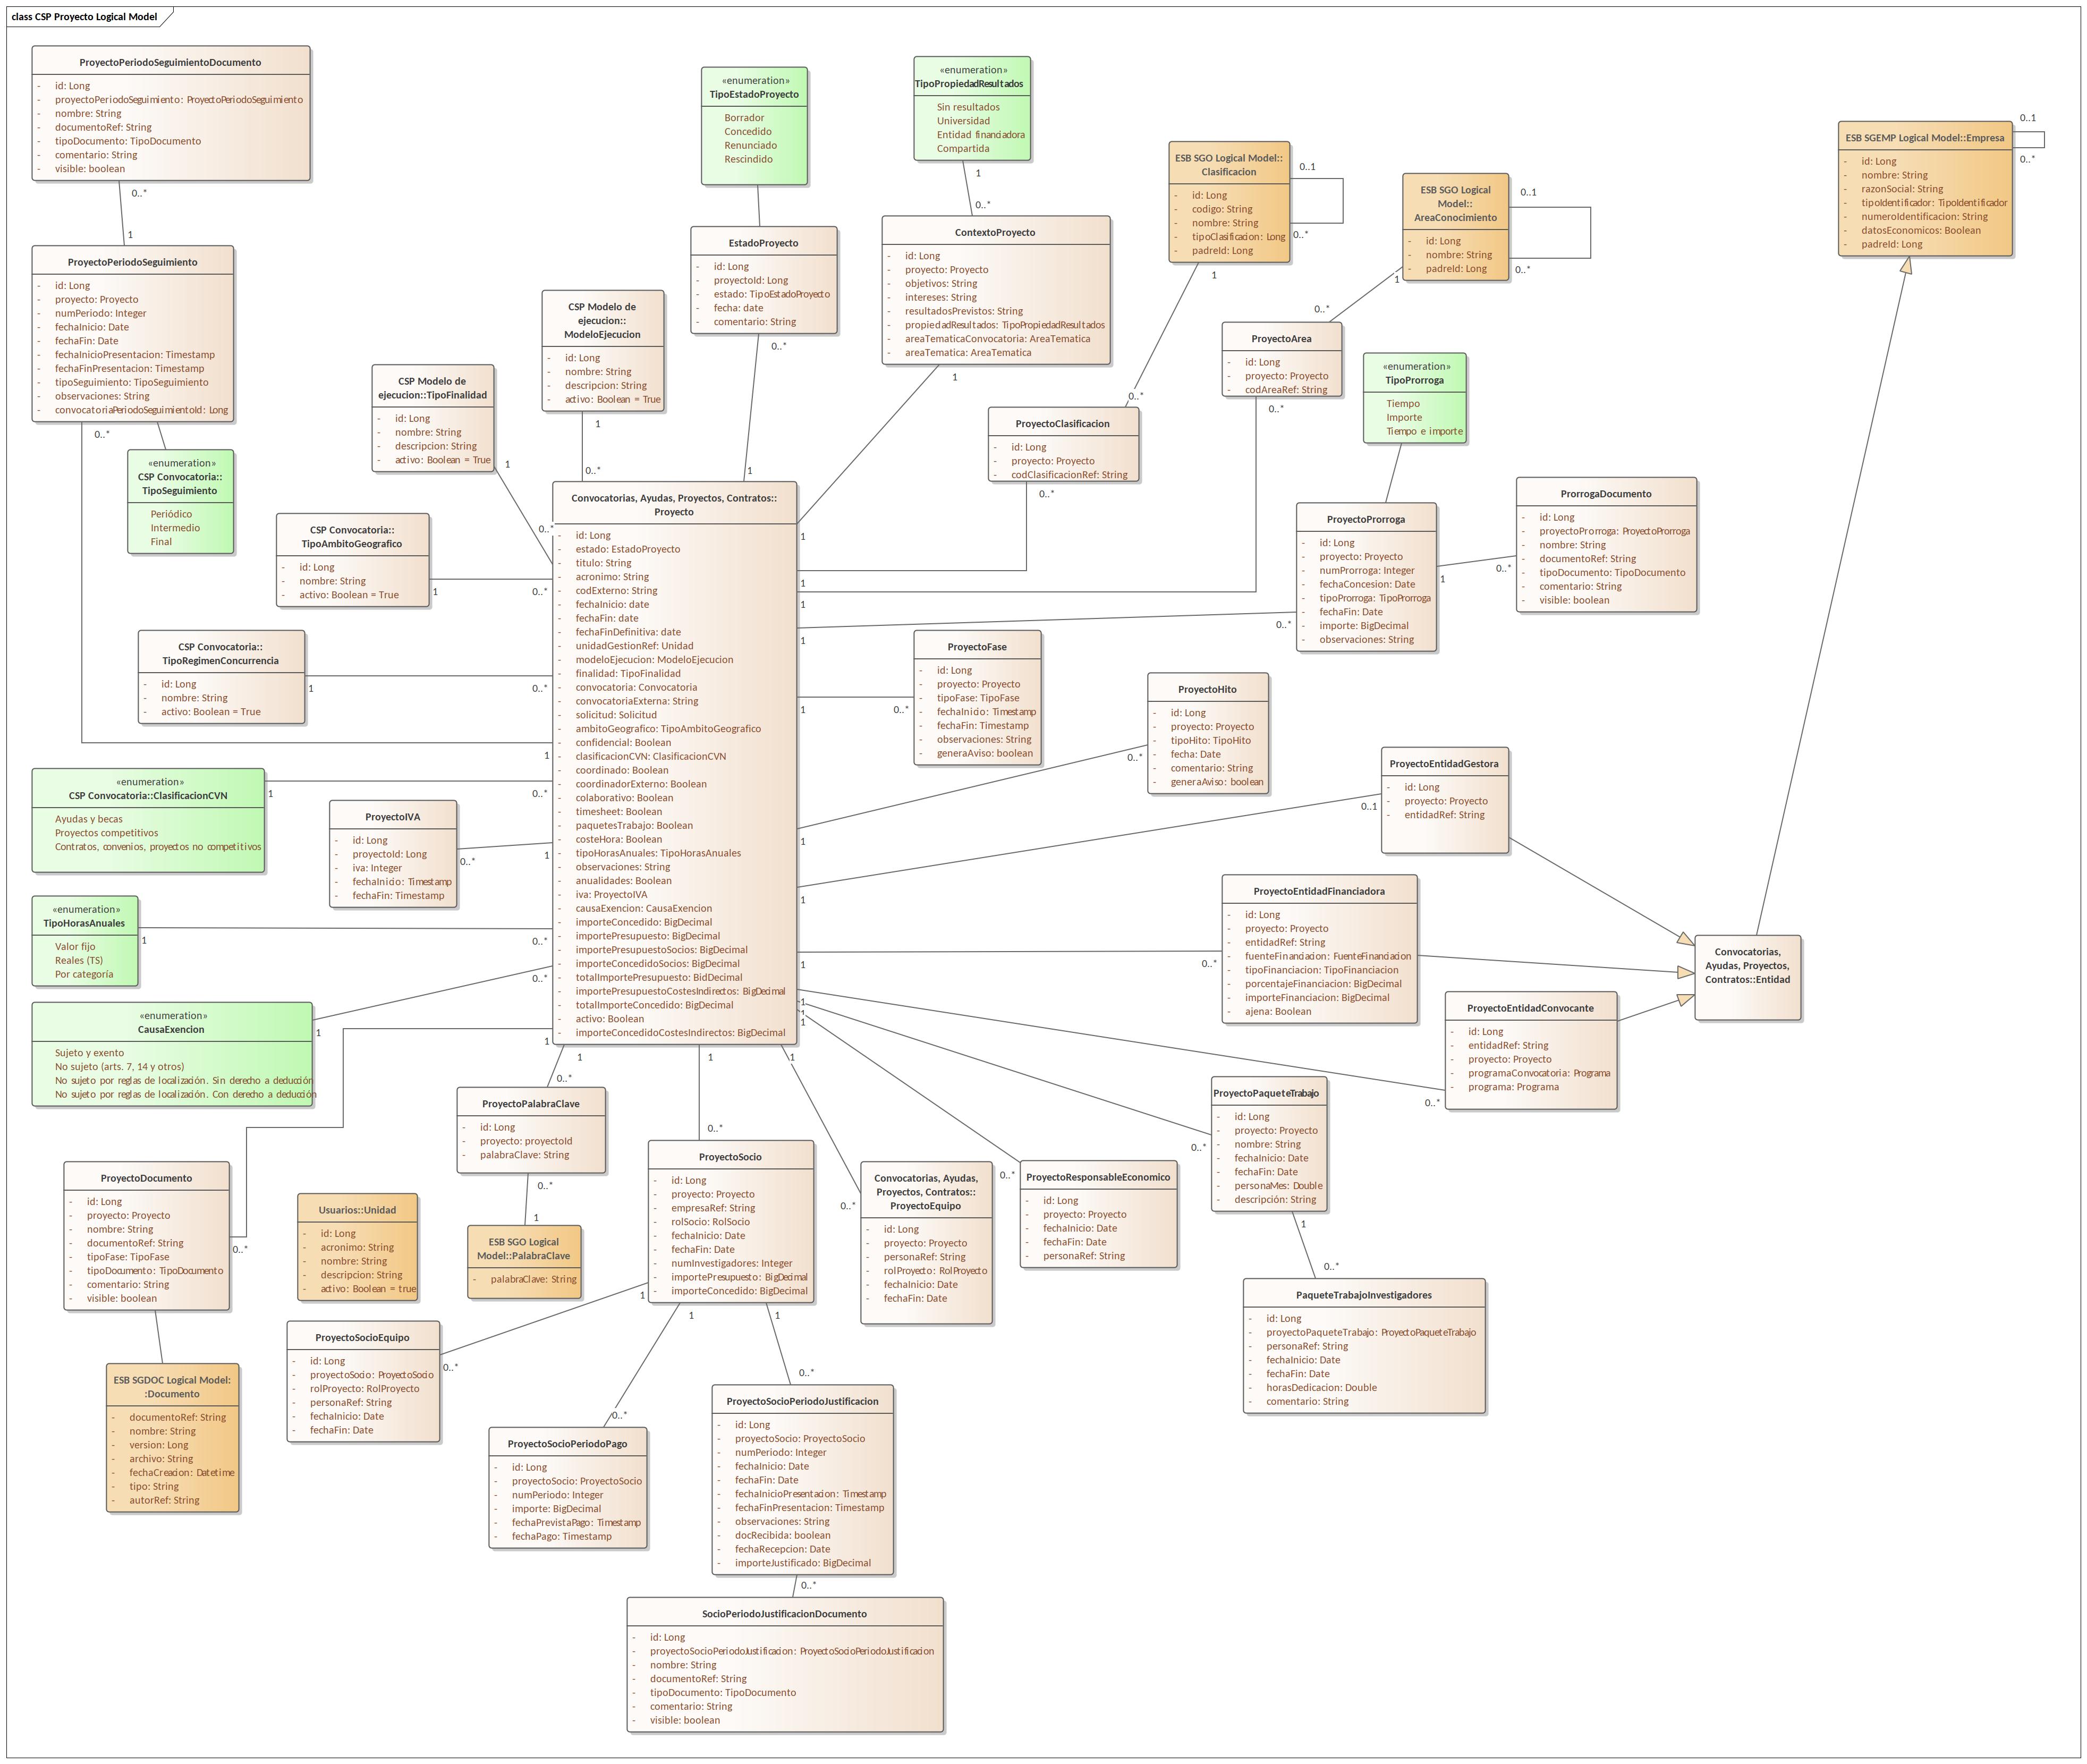 class CSP Proyecto Logical Model
ProyectoPeriodoSeguimientoDocumento
- id: Long
- proyectoPeriodoSeguimiento: ProyectoPeriodoSeguimiento
- nombre: String
- documentoRef: String
- tipoDocumento: TipoDocumento
- comentario: String
- visible: boolean
0..*
1
ProyectoPeriodoSeguimiento
- id: Long
- proyecto: Proyecto
- numPeriodo: Integer
- fechaInicio: Date
- fechaFin: Date
- fechaInicioPresentacion: Timestamp
- fechaFinPresentacion: Timestamp
- tipoSeguimiento: TipoSeguimiento
- observaciones: String
- convocatoriaPeriodoSeguimientoId: Long
0..*
«enumeration»
CSP Convocatoria::
TipoSeguimiento
Periódico
Intermedio
Final
«enumeration»
TipoEstadoProyecto
Borrador
Concedido
Renunciado
Rescindido
EstadoProyecto
- id: Long
- proyectoId: Long
- estado: TipoEstadoProyecto
- fecha: date
- comentario: String
0..*
1
«enumeration»
TipoPropiedadResultados
Sin resultados
Universidad
Entidad financiadora
Compartida
1
0..*
ContextoProyecto
- id: Long
- proyecto: Proyecto
- objetivos: String
- intereses: String
- resultadosPrevistos: String
- propiedadResultados: TipoPropiedadResultados
- areaTematicaConvocatoria: AreaTematica
- areaTematica: AreaTematica
1
1
ESB SGO Logical Model::
Clasificacion
- id: Long
- codigo: String
- nombre: String
- tipoClasificacion: Long
- padreId: Long
0..1
0..*
1
0..*
ESB SGO Logical
Model::
AreaConocimiento
- id: Long
- nombre: String
- padreId: Long
0..1
0..*
1
0..*
ESB SGEMP Logical Model::Empresa
- id: Long
- nombre: String
- razonSocial: String
- tipoIdentificador: TipoIdentificador
- numeroIdentificacion: String
- datosEconomicos: Boolean
- padreId: Long
0..1
0..*
CSP Modelo de
ejecucion::
ModeloEjecucion
- id: Long
- nombre: String
- descripcion: String
- activo: Boolean = True
1
0..*
CSP Modelo de
ejecucion::TipoFinalidad
- id: Long
- nombre: String
- descripcion: String
- activo: Boolean = True
1
0..*
ProyectoArea
- id: Long
- proyecto: Proyecto
- codAreaRef: String
0..*
1
ProyectoClasificacion
- id: Long
- proyecto: Proyecto
- codClasificacionRef: String
0..*
1
«enumeration»
TipoProrroga
Tiempo
Importe
Tiempo e importe
ProyectoProrroga
- id: Long
- proyecto: Proyecto
- numProrroga: Integer
- fechaConcesion: Date
- tipoProrroga: TipoProrroga
- fechaFin: Date
- importe: BigDecimal
- observaciones: String
1
0..*
0..*
1
ProrrogaDocumento
- id: Long
- proyectoProrroga: ProyectoProrroga
- nombre: String
- documentoRef: String
- tipoDocumento: TipoDocumento
- comentario: String
- visible: boolean
CSP Convocatoria::
TipoAmbitoGeografico
- id: Long
- nombre: String
- activo: Boolean = True
1
0..*
CSP Convocatoria::
TipoRegimenConcurrencia
- id: Long
- nombre: String
- activo: Boolean = True
1
0..*
1
Convocatorias, Ayudas, Proyectos, Contratos::
Proyecto
- id: Long
- estado: EstadoProyecto
- titulo: String
- acronimo: String
- codExterno: String
- fechaInicio: date
- fechaFin: date
- fechaFinDefinitiva: date
- unidadGestionRef: Unidad
- modeloEjecucion: ModeloEjecucion
- finalidad: TipoFinalidad
- convocatoria: Convocatoria
- convocatoriaExterna: String
- solicitud: Solicitud
- ambitoGeografico: TipoAmbitoGeografico
- confidencial: Boolean
- clasificacionCVN: ClasificacionCVN
- coordinado: Boolean
- coordinadorExterno: Boolean
- colaborativo: Boolean
- timesheet: Boolean
- paquetesTrabajo: Boolean
- costeHora: Boolean
- tipoHorasAnuales: TipoHorasAnuales
- observaciones: String
- anualidades: Boolean
- iva: ProyectoIVA
- causaExencion: CausaExencion
- importeConcedido: BigDecimal
- importePresupuesto: BigDecimal
- importePresupuestoSocios: BigDecimal
- importeConcedidoSocios: BigDecimal
- totalImportePresupuesto: BidDecimal
- importePresupuestoCostesIndirectos: BigDecimal
- totalImporteConcedido: BigDecimal
- activo: Boolean
- importeConcedidoCostesIndirectos: BigDecimal
ProyectoFase
- id: Long
- proyecto: Proyecto
- tipoFase: TipoFase
- fechaInicio: Timestamp
- fechaFin: Timestamp
- observaciones: String
- generaAviso: boolean
1
0..*
ProyectoHito
- id: Long
- proyecto: Proyecto
- tipoHito: TipoHito
- fecha: Date
- comentario: String
- generaAviso: boolean
0..*
1
ProyectoEntidadGestora
- id: Long
- proyecto: Proyecto
- entidadRef: String
0..1
1
«enumeration»
CSP Convocatoria::ClasificacionCVN
Ayudas y becas
Proyectos competitivos
Contratos, convenios, proyectos no competitivos
1
0..*
ProyectoIVA
- id: Long
- proyectoId: Long
- iva: Integer
- fechaInicio: Timestamp
- fechaFin: Timestamp
0..*
1
«enumeration»
TipoHorasAnuales
Valor fijo
Reales (TS)
Por categoría
1
0..*
«enumeration»
CausaExencion
Sujeto y exento
No sujeto (arts. 7, 14 y otros)
No sujeto por reglas de localización. Sin derecho a deducción
No sujeto por reglas de localización. Con derecho a deducción
1
0..*
ProyectoEntidadFinanciadora
- id: Long
- proyecto: Proyecto
- entidadRef: String
- fuenteFinanciacion: FuenteFinanciacion
- tipoFinanciacion: TipoFinanciacion
- porcentajeFinanciacion: BigDecimal
- importeFinanciacion: BigDecimal
- ajena: Boolean
1
0..*
Convocatorias,
Ayudas, Proyectos,
Contratos::Entidad
ProyectoEntidadConvocante
- id: Long
- entidadRef: String
- proyecto: Proyecto
- programaConvocatoria: Programa
- programa: Programa
1
0..*
ProyectoPaqueteTrabajo
- id: Long
- proyecto: Proyecto
- nombre: String
- fechaInicio: Date
- fechaFin: Date
- personaMes: Double
- descripción: String
1
0..*
1
0..*
PaqueteTrabajoInvestigadores
- id: Long
- proyectoPaqueteTrabajo: ProyectoPaqueteTrabajo
- personaRef: String
- fechaInicio: Date
- fechaFin: Date
- horasDedicacion: Double
- comentario: String
ProyectoPalabraClave
- id: Long
- proyecto: proyectoId
- palabraClave: String
1
0..*
0..*
1
ESB SGO Logical
Model::PalabraClave
- palabraClave: String
ProyectoSocio
- id: Long
- proyecto: Proyecto
- empresaRef: String
- rolSocio: RolSocio
- fechaInicio: Date
- fechaFin: Date
- numInvestigadores: Integer
- importePresupuesto: BigDecimal
- importeConcedido: BigDecimal
1
0..*
Convocatorias, Ayudas,
Proyectos, Contratos::
ProyectoEquipo
- id: Long
- proyecto: Proyecto
- personaRef: String
- rolProyecto: RolProyecto
- fechaInicio: Date
- fechaFin: Date
1
0..*
ProyectoResponsableEconomico
- id: Long
- proyecto: Proyecto
- fechaInicio: Date
- fechaFin: Date
- personaRef: String
1
0..*
ProyectoDocumento
- id: Long
- proyecto: Proyecto
- nombre: String
- documentoRef: String
- tipoFase: TipoFase
- tipoDocumento: TipoDocumento
- comentario: String
- visible: boolean
1
0..*
Usuarios::Unidad
- id: Long
- acronimo: String
- nombre: String
- descripcion: String
- activo: Boolean = true
ESB SGDOC Logical Model:
:Documento
- documentoRef: String
- nombre: String
- version: Long
- archivo: String
- fechaCreacion: Datetime
- tipo: String
- autorRef: String
ProyectoSocioEquipo
- id: Long
- proyectoSocio: ProyectoSocio
- rolProyecto: RolProyecto
- personaRef: String
- fechaInicio: Date
- fechaFin: Date
1
0..*
ProyectoSocioPeriodoPago
- id: Long
- proyectoSocio: ProyectoSocio
- numPeriodo: Integer
- importe: BigDecimal
- fechaPrevistaPago: Timestamp
- fechaPago: Timestamp
1
0..*
ProyectoSocioPeriodoJustificacion
- id: Long
- proyectoSocio: ProyectoSocio
- numPeriodo: Integer
- fechaInicio: Date
- fechaFin: Date
- fechaInicioPresentacion: Timestamp
- fechaFinPresentacion: Timestamp
- observaciones: String
- docRecibida: boolean
- fechaRecepcion: Date
- importeJustificado: BigDecimal
1
0..*
0..*
SocioPeriodoJustificacionDocumento
- id: Long
- proyectoSocioPeriodoJustificacion: ProyectoSocioPeriodoJustificacion
- nombre: String
- documentoRef: String
- tipoDocumento: TipoDocumento
- comentario: String
- visible: boolean